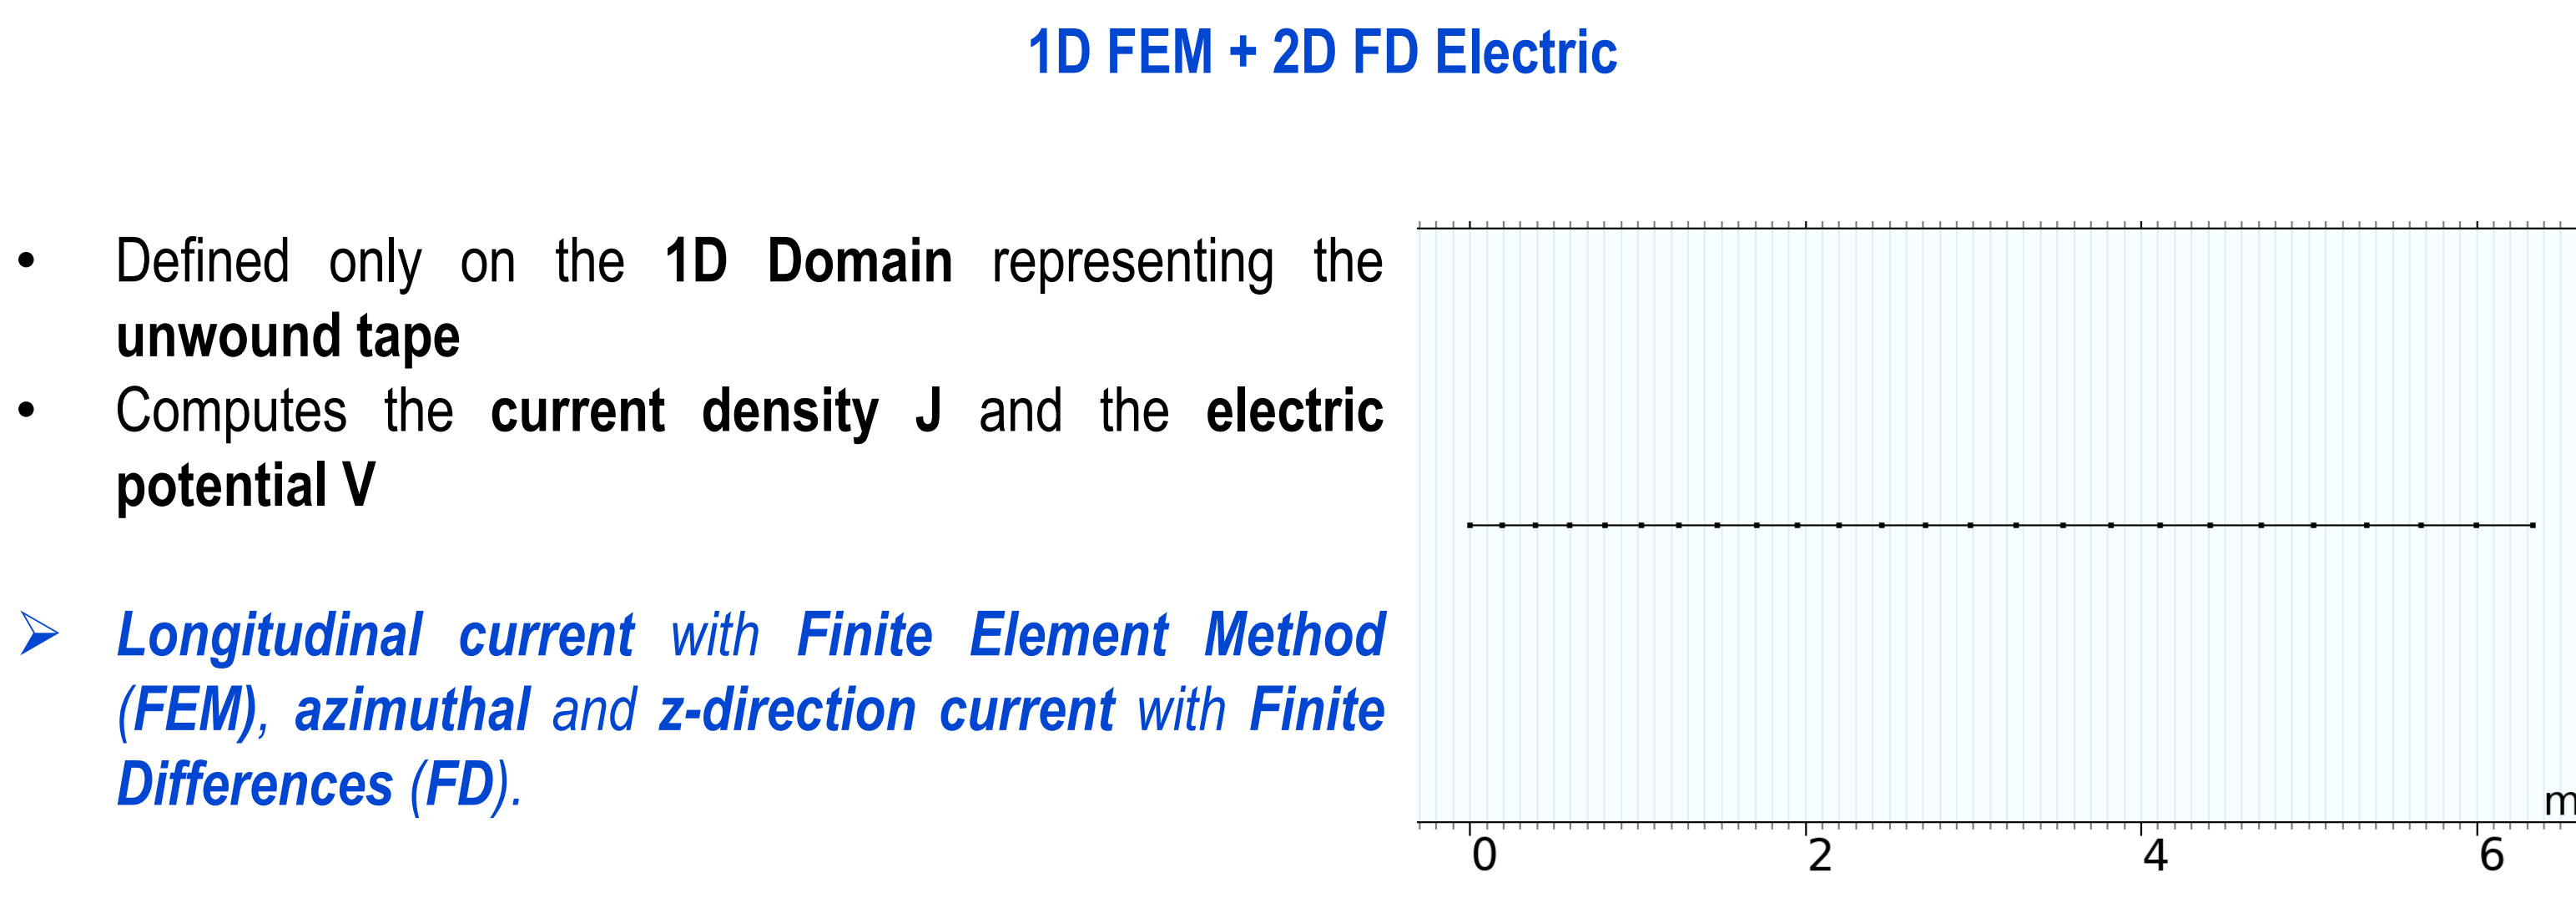 1D FEM + 2D FD Electric
• Defined only on the 1D Domain representing the
unwound tape
• Computes the current density J and the electric
potential V
➢ Longitudinal current with Finite Element Method
(FEM), azimuthal and z-direction current with Finite
Differences (FD).
m
0 2 4 6